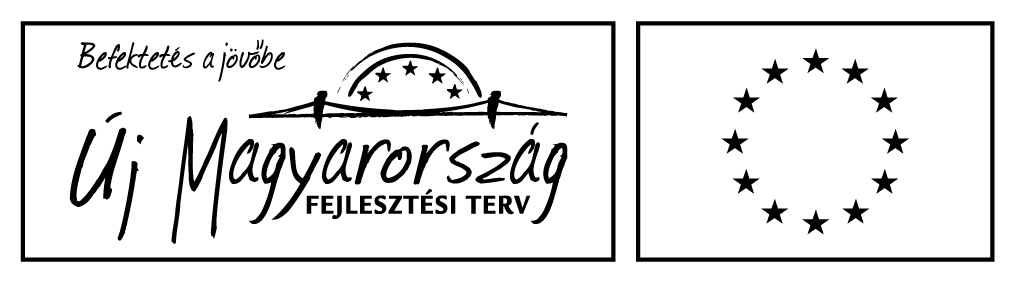 Befektetés a jövőbe
Új Magyarország
FEJLESZTÉSI TERV